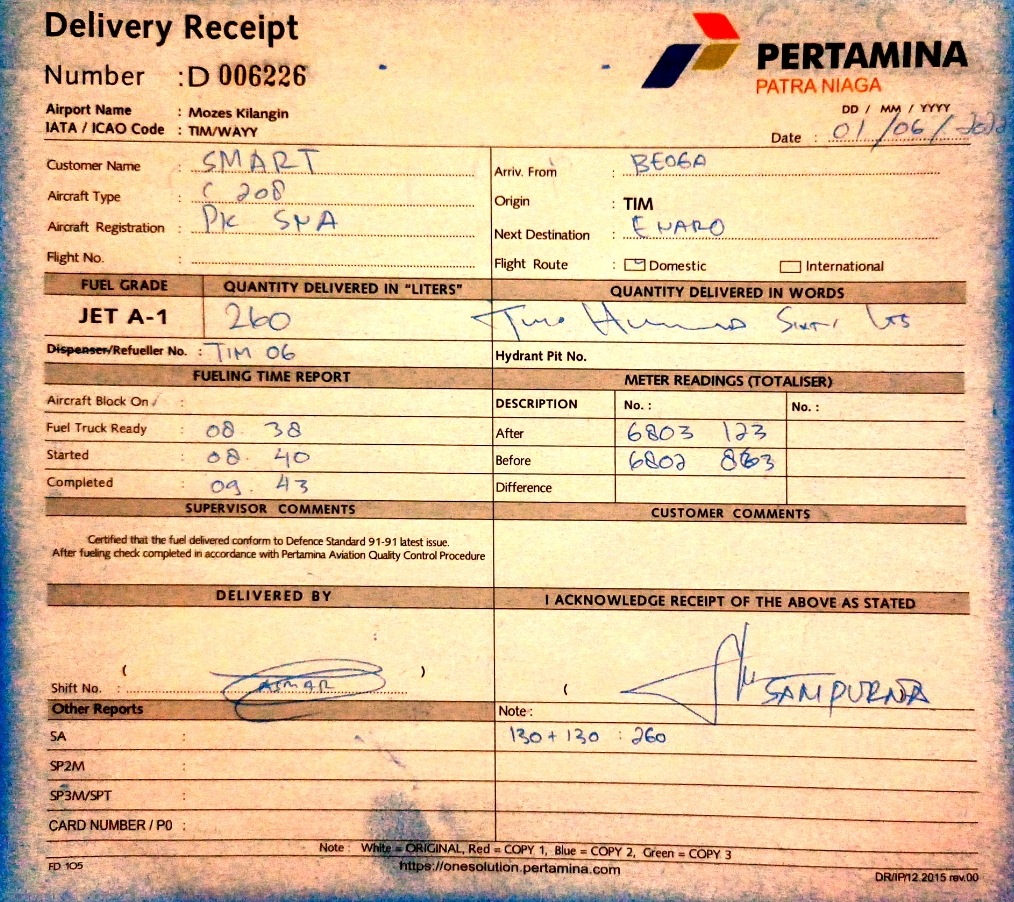 Delivery Receipt
PERTAMINA
PATRA NIAGA
Number : D 006226
Airport Name : Mozes Kilangin
IATA / ICAO Code : TIM/WAYY
DD / MM / YYYY
Date : 01/06/
Customer Name : SMART
Arriv. From : BEOGA
Aircraft Type : C 208
Origin : TIM
Aircraft Registration : PK SNA
Next Destination : ENARO
Flight No. :
Flight Route : Domestic International
FUEL GRADE QUANTITY DELIVERED IN "LITERS" QUANTITY DELIVERED IN WORDS
JET A-1 260 Two Hundred Sixty Lts
Dispenser/Refueller No. : TIM 06
Hydrant Pit No.
FUELING TIME REPORT METER READINGS (TOTALISER)
Aircraft Block On :
DESCRIPTION No. : No. :
Fuel Truck Ready : 08 38
After 6803 123
Started : 08. 40
Before 6802 863
Completed : 09. 43
Difference
SUPERVISOR COMMENTS CUSTOMER COMMENTS
Certified that the fuel delivered conform to Defence Standard 91-91 latest issue.
After fueling check completed in accordance with Pertamina Aviation Quality Control Procedure
DELIVERED BY I ACKNOWLEDGE RECEIPT OF THE ABOVE AS STATED
( )
Shift No. : ASMAR
( SAMPURNA
Other Reports Note :
SA : 130 + 130 : 260
SP2M :
SP3M/SPT :
CARD NUMBER / P0 :
Note : White = ORIGINAL, Red = COPY 1, Blue = COPY 2, Green = COPY 3
FD 105 https://onesolution.pertamina.com DR/IP/12.2015 rev.00